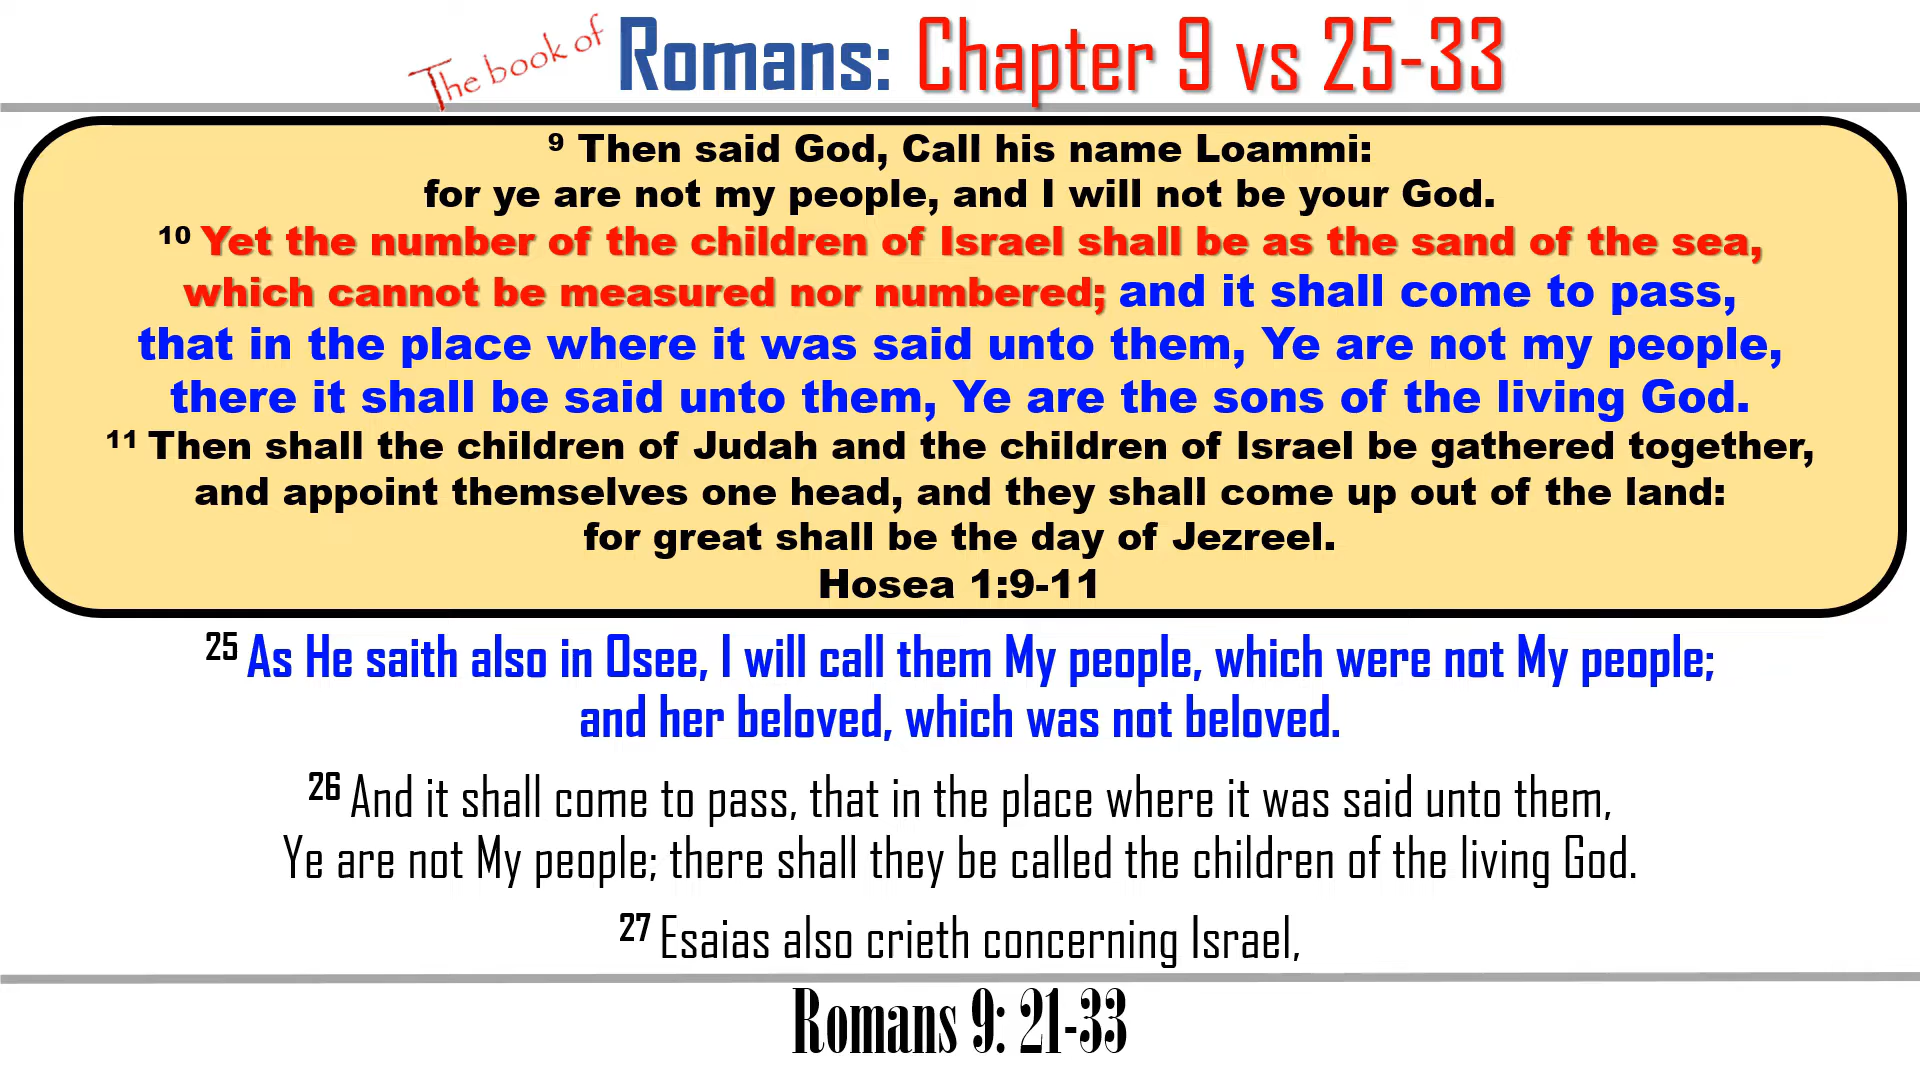 The book of Romans: Chapter 9 vs 25-33
9 Then said God, Call his name Loammi:
for ye are not my people, and I will not be your God.
10 Yet the number of the children of Israel shall be as the sand of the sea,
which cannot be measured nor numbered; and it shall come to pass,
that in the place where it was said unto them, Ye are not my people,
there it shall be said unto them, Ye are the sons of the living God.
11 Then shall the children of Judah and the children of Israel be gathered together,
and appoint themselves one head, and they shall come up out of the land:
for great shall be the day of Jezreel.
Hosea 1:9-11
25 As He saith also in Osee, I will call them My people, which were not My people;
and her beloved, which was not beloved.
26 And it shall come to pass, that in the place where it was said unto them,
Ye are not My people; there shall they be called the children of the living God.
27 Esaias also crieth concerning Israel,
Romans 9: 21-33